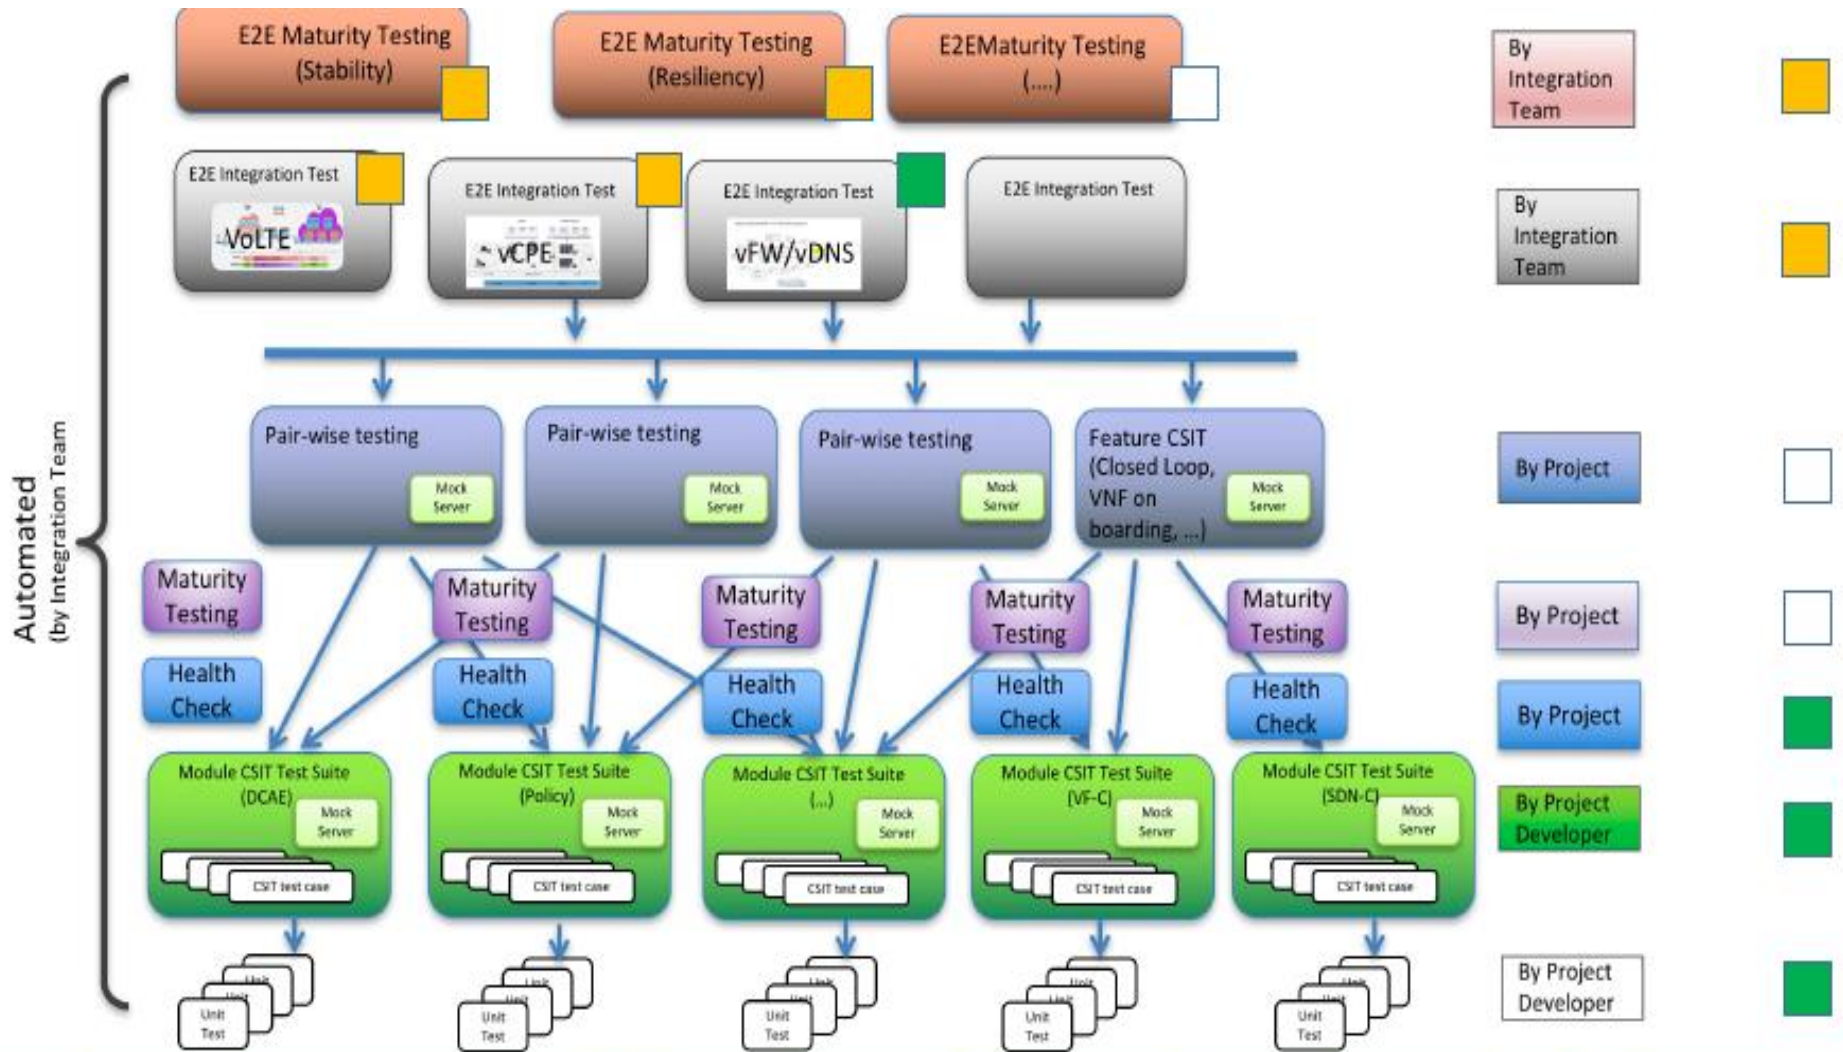 E2E Maturity Testing
(Stability)
E2E Maturity Testing
(Resiliency)
E2EMaturity Testing
(....)
By
Integration
Team
E2E Integration Test
VoLTE
E2E Integration Test
vCPE
E2E Integration Test
vFW/vDNS
E2E Integration Test
By
Integration
Team
Automated
(by Integration Team
Pair-wise testing
Mock
Server
Pair-wise testing
Mock
Server
Pair-wise testing
Mock
Server
Feature CSIT
(Closed Loop,
VNF on
boarding, ...)
Mock
Server
By Project
Maturity
Testing
Maturity
Testing
Maturity
Testing
Maturity
Testing
Maturity
Testing
By Project
Health
Check
Health
Check
Health
Check
Health
Check
Health
Check
By Project
Module CSIT Test Suite
(DCAE)
Mock
Server
CSIT test case
Module CSIT Test Suite
(Policy)
Mock
Server
CSIT test case
Module CSIT Test Suite
(...)
Mock
Server
CSIT test case
Module CSIT Test Suite
(VF-C)
Mock
Server
CSIT test case
Module CSIT Test Suite
(SDN-C)
Mock
Server
CSIT test case
By Project
Developer
Unit
Test
Unit
Test
Unit
Test
Unit
Test
Unit
Test
By Project
Developer